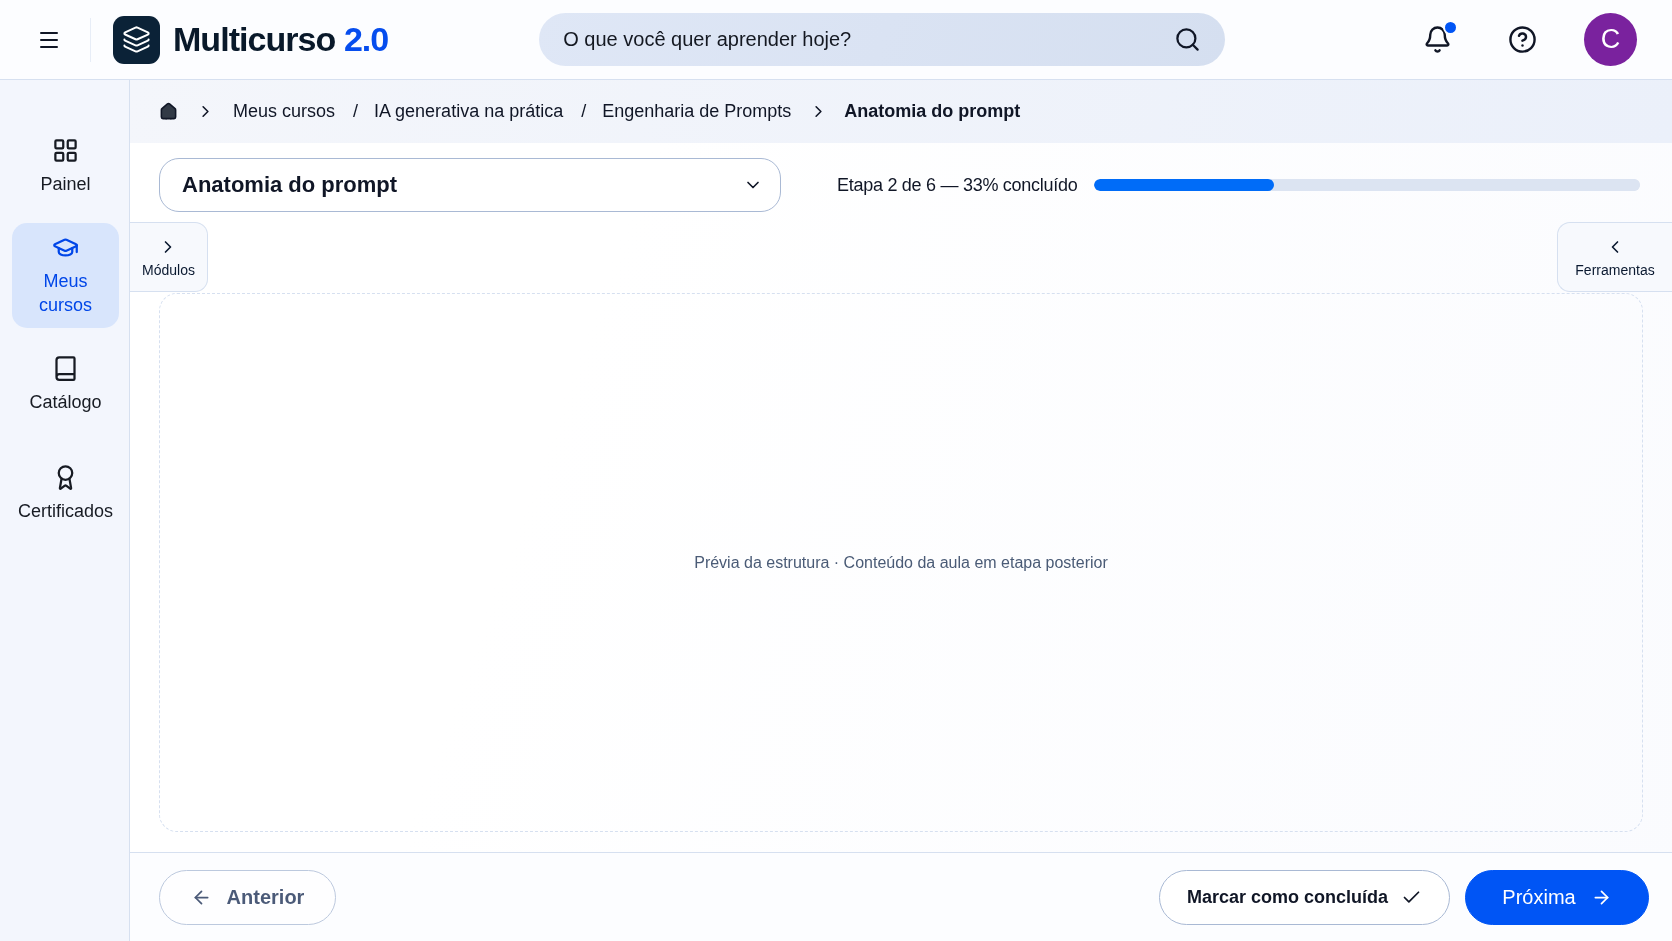 Multicurso 2.0
O que você quer aprender hoje?
C
Meus cursos / IA generativa na prática / Engenharia de Prompts > Anatomia do prompt
Painel
Meus
cursos
Catálogo
Certificados
Anatomia do prompt
Etapa 2 de 6 — 33% concluído
Módulos
Ferramentas
Prévia da estrutura · Conteúdo da aula em etapa posterior
Anterior
Marcar como concluída
Próxima